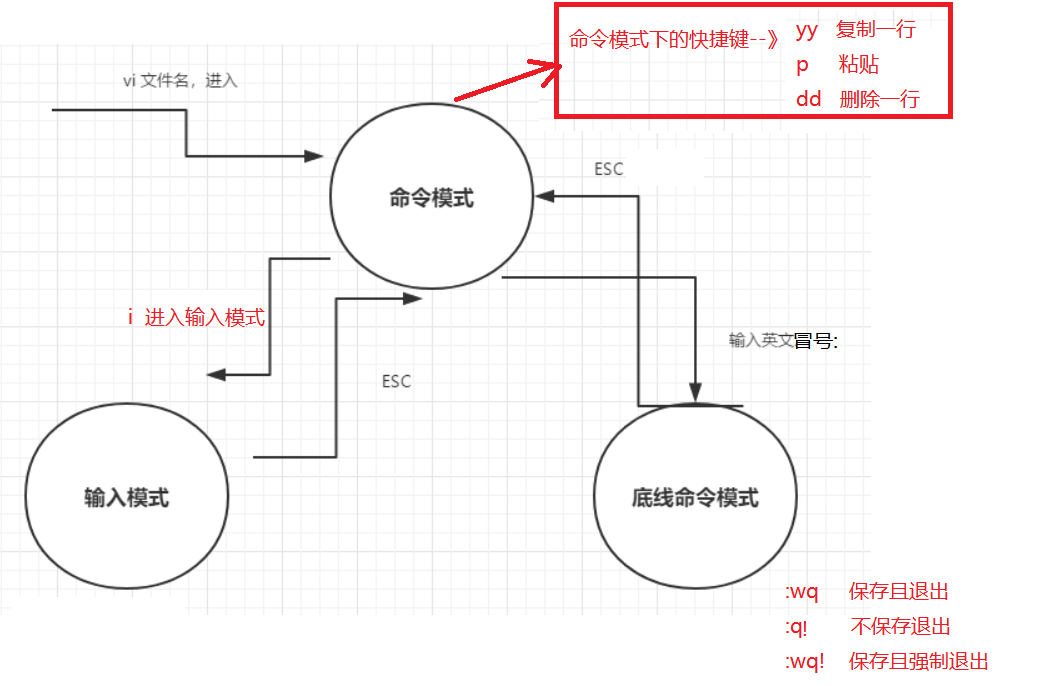 命令模式下的快捷键--》
yy 复制一行
p 粘贴
dd 删除一行
vi 文件名，进入
ESC
命令模式
i 进入输入模式
输入英文冒号:
ESC
输入模式
底线命令模式
:wq 保存且退出
:q! 不保存退出
:wq! 保存且强制退出